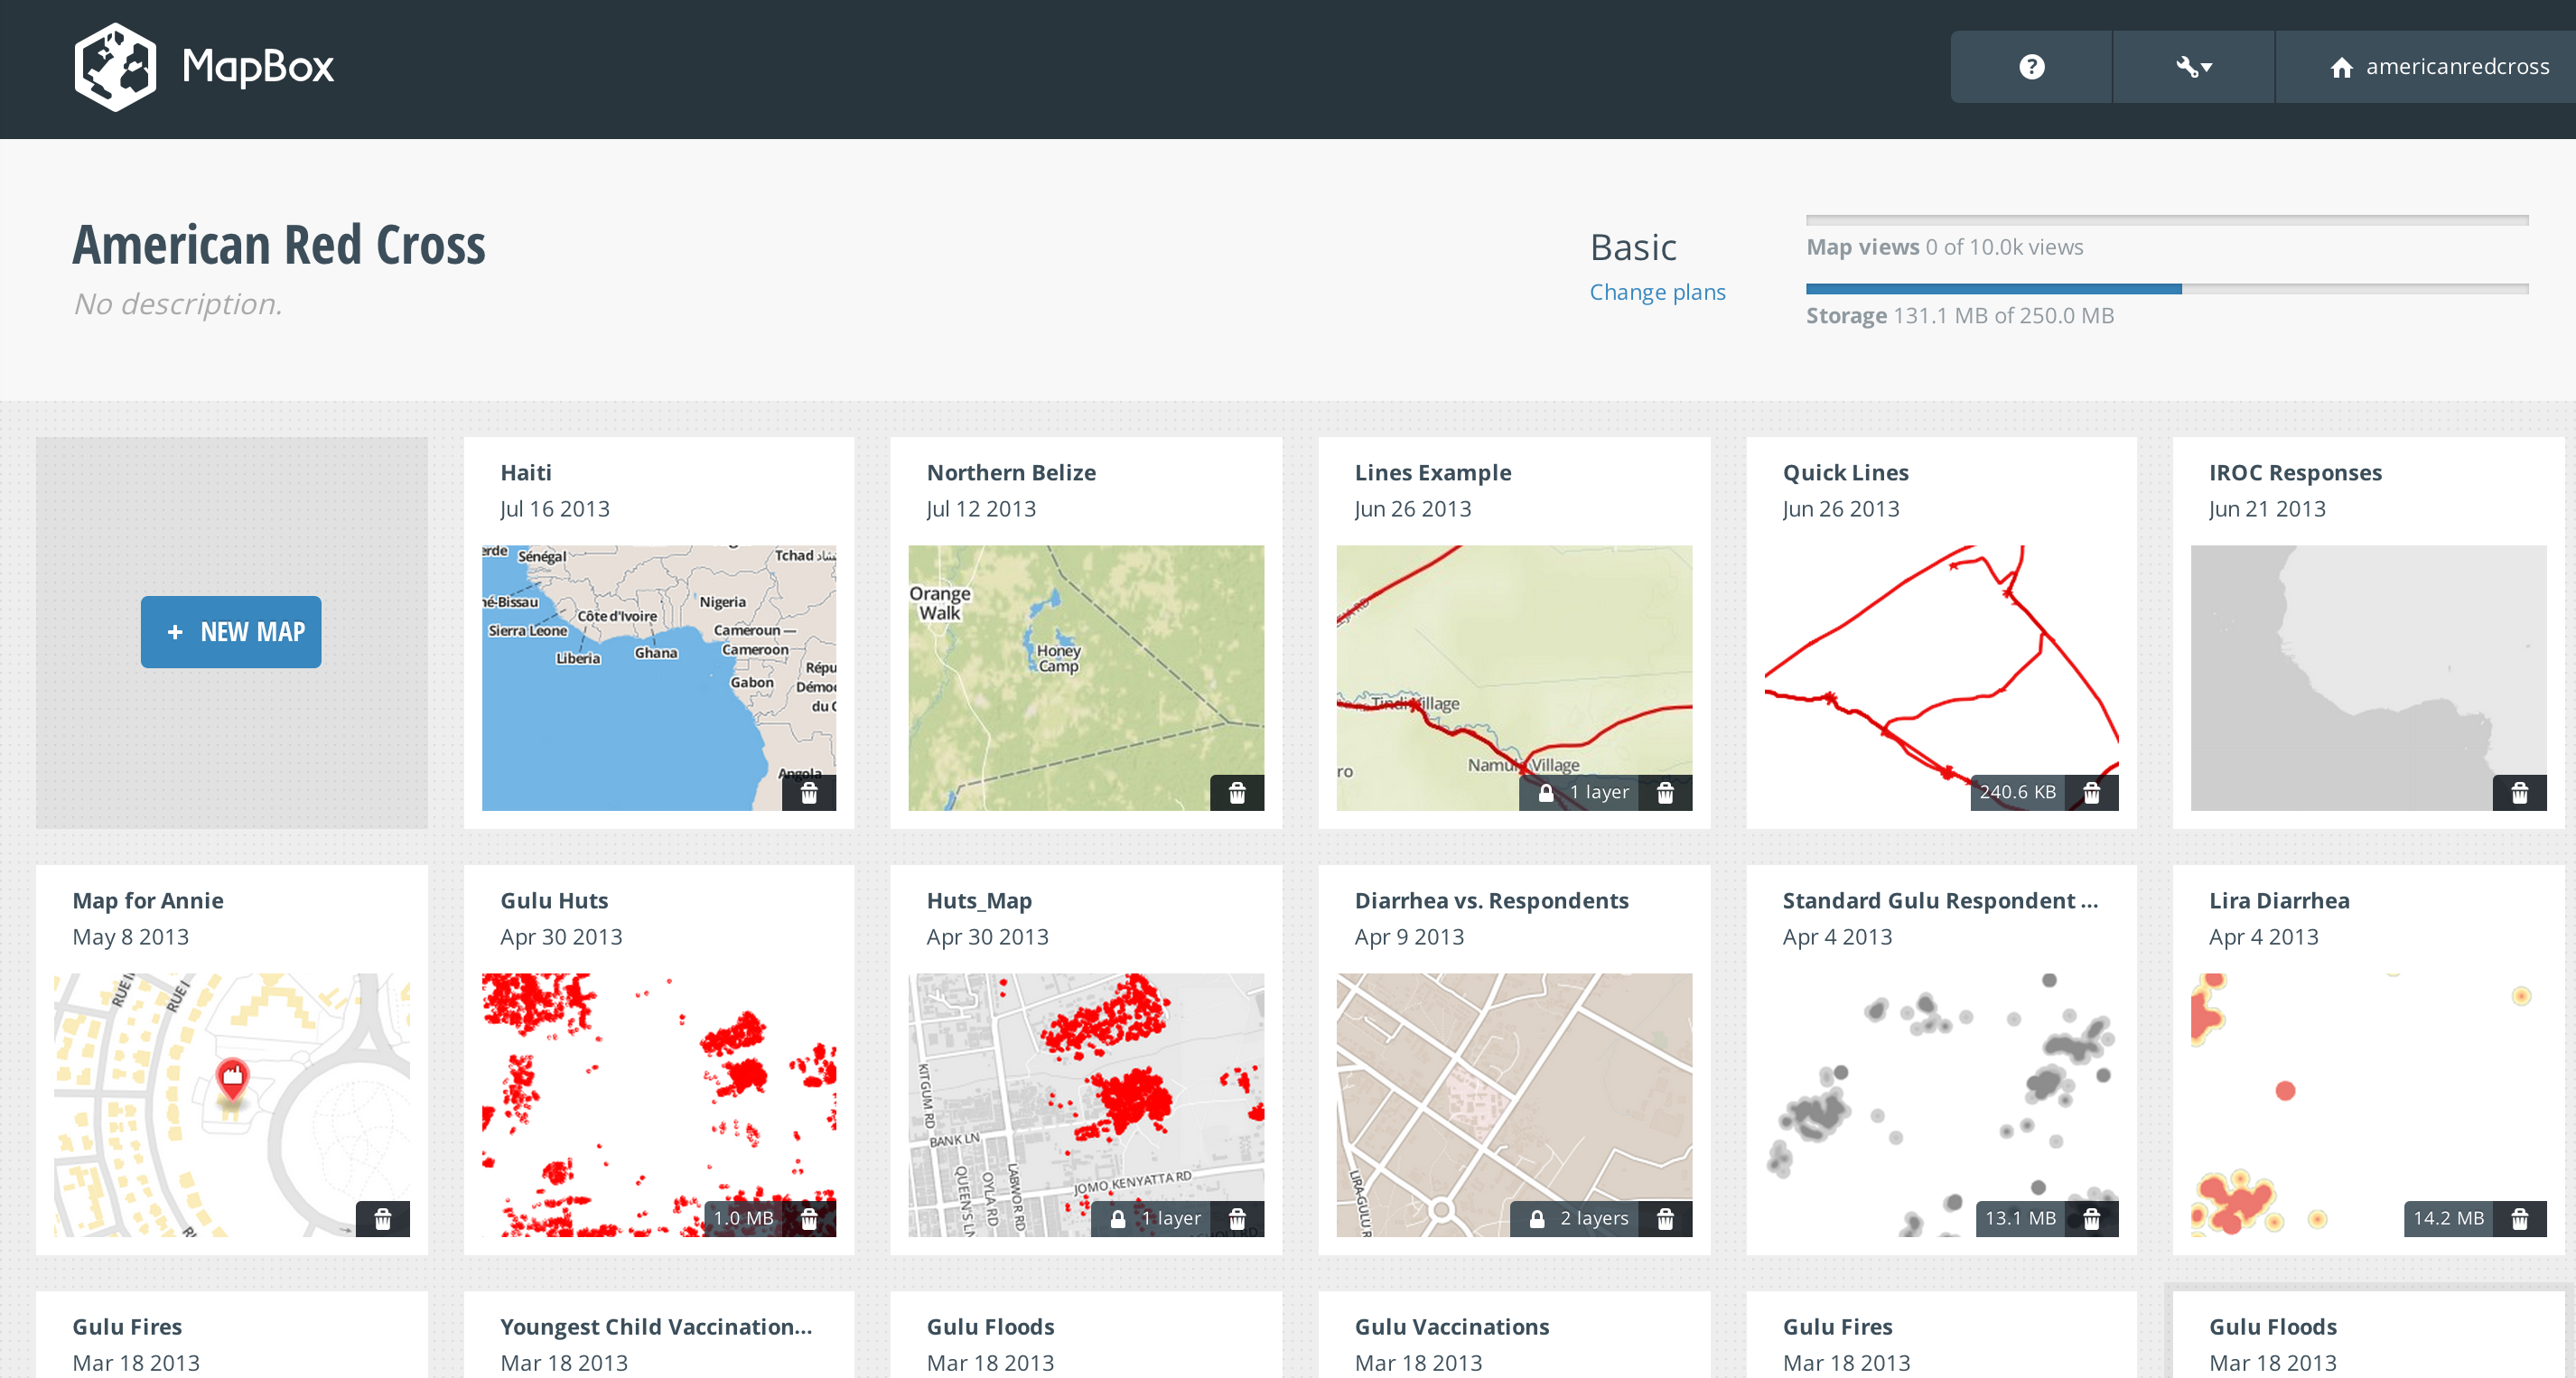 MapBox
?
americanredcross
American Red Cross
No description.
Basic
Change plans
Map views 0 of 10.0k views
Storage 131.1 MB of 250.0 MB
+ NEW MAP
Haiti
Jul 16 2013
erde
Sénégal
Tchad
né-Bissau
Nigeria
Côte d'Ivoire
Sierra Leone
Cameroun —
Cameroon
Liberia
Ghana
Répu
Gabon
Démoc
du C
Angola
Northern Belize
Jul 12 2013
Orange
Walk
Honey
Camp
Lines Example
Jun 26 2013
Tindi Village
Namula Village
ro
1 layer
Quick Lines
Jun 26 2013
240.6 KB
IROC Responses
Jun 21 2013
Map for Annie
May 8 2013
RUE I
Gulu Huts
Apr 30 2013
1.0 MB
Huts_Map
Apr 30 2013
KITGUM RD
BANK LN
QUEEN'S LN
OYLA RD
LABWOR RD
JOMO KENYATTA RD
1 layer
Diarrhea vs. Respondents
Apr 9 2013
LIRA-GULU R
2 layers
Standard Gulu Respondent ...
Apr 4 2013
13.1 MB
Lira Diarrhea
Apr 4 2013
14.2 MB
Gulu Fires
Mar 18 2013
Youngest Child Vaccination...
Mar 18 2013
Gulu Floods
Mar 18 2013
Gulu Vaccinations
Mar 18 2013
Gulu Fires
Mar 18 2013
Gulu Floods
Mar 18 2013